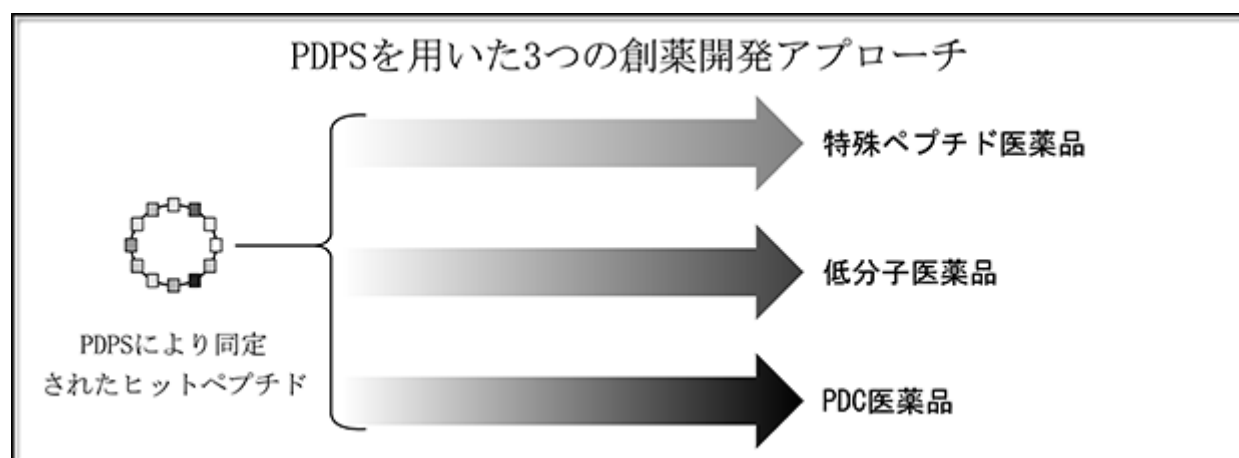 PDPSを用いた3つの創薬開発アプローチ
特殊ペプチド医薬品
低分子医薬品
PDPSにより同定
されたヒットペプチド
PDC医薬品